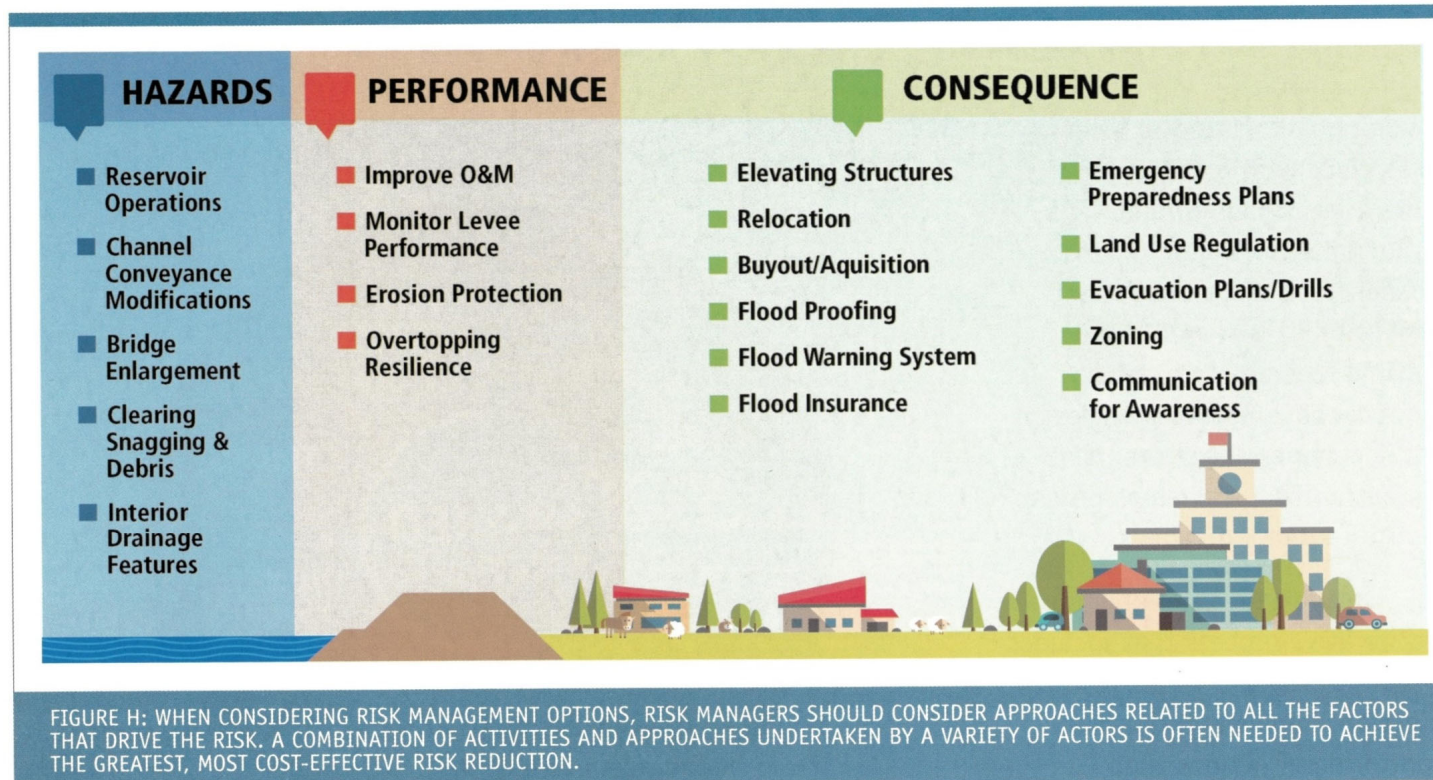 HAZARDS
Reservoir
Operations
Channel
Conveyance
Modifications
Bridge
Enlargement
Clearing
Snagging &
Debris
Interior
Drainage
Features
PERFORMANCE
Improve O&M
Monitor Levee
Performance
Erosion Protection
Overtopping
Resilience
CONSEQUENCE
Elevating Structures
Relocation
Buyout/Aquisition
Flood Proofing
Flood Warning System
Flood Insurance
Emergency
Preparedness Plans
Land Use Regulation
Evacuation Plans/Drills
Zoning
Communication
for Awareness
FIGURE H: WHEN CONSIDERING RISK MANAGEMENT OPTIONS, RISK MANAGERS SHOULD CONSIDER APPROACHES RELATED TO ALL THE FACTORS
THAT DRIVE THE RISK. A COMBINATION OF ACTIVITIES AND APPROACHES UNDERTAKEN BY A VARIETY OF ACTORS IS OFTEN NEEDED TO ACHIEVE
THE GREATEST, MOST COST-EFFECTIVE RISK REDUCTION.